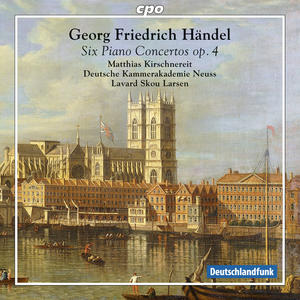 cpo
Georg Friedrich Händel
Six Piano Concertos op. 4
Matthias Kirschnereit
Deutsche Kammerakademie Neuss
Lavard Skou Larsen
Deutschlandfunk